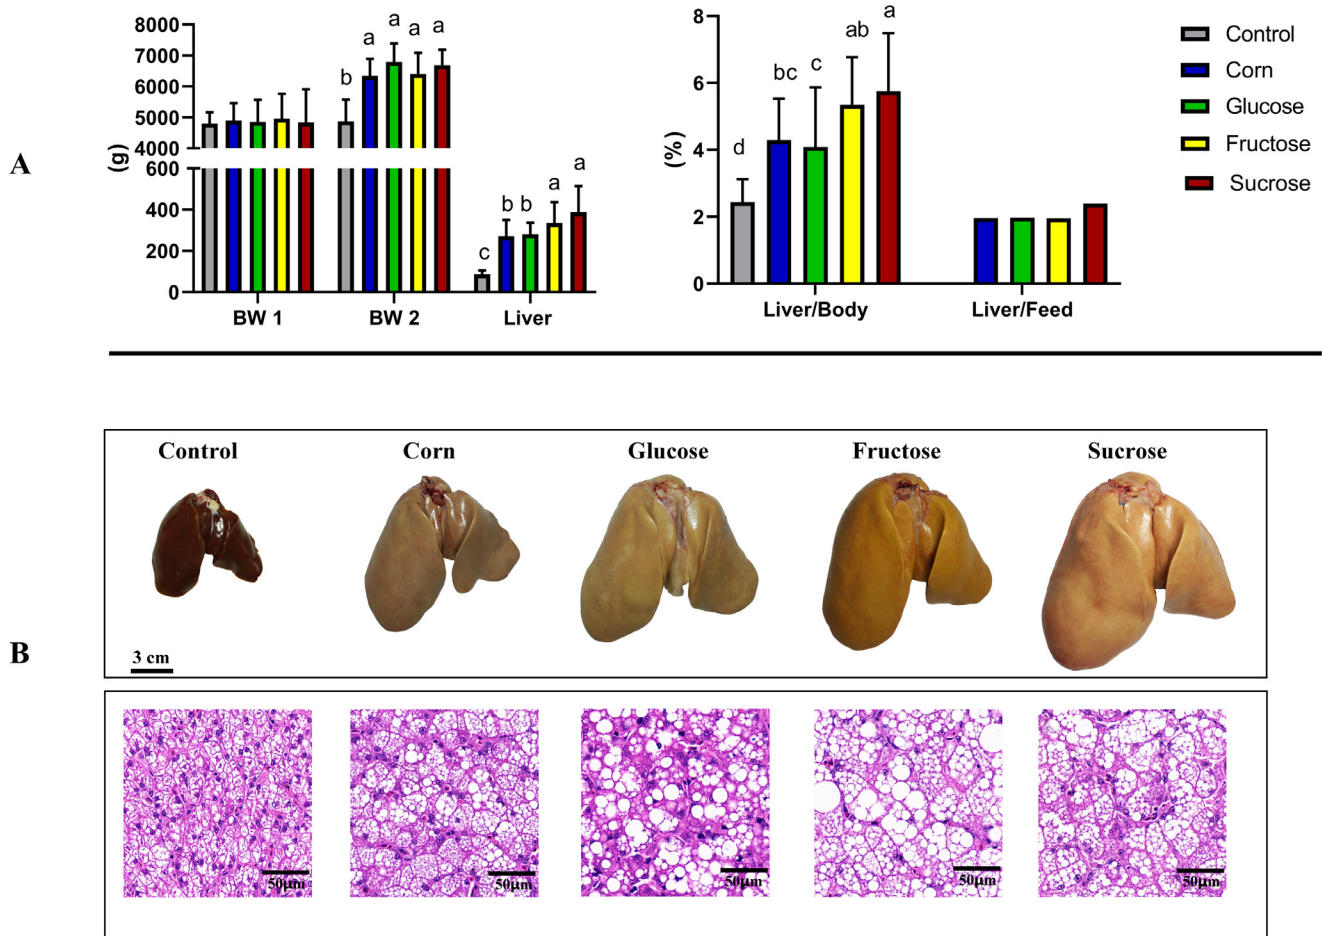 A
(g)
8000
7000
6000
5000
4000
600
400
200
0
b a a a a
c b b a a
BW 1 BW 2 Liver
(%)
8
6
4
2
0
d bc c ab a
Liver/Body Liver/Feed
Control
Corn
Glucose
Fructose
Sucrose
B
Control Corn Glucose Fructose Sucrose
3 cm
50μm 50μm 50μm 50μm 50μm